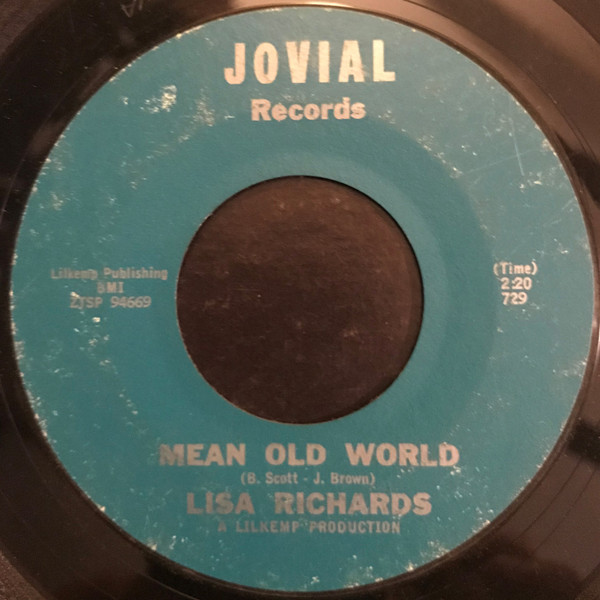 JOVIAL
Records
Lilkemp Publishing
BMI
ZTSP 94669
(Time)
2:20
729
MEAN OLD WORLD
(B. Scott - J. Brown)
LISA RICHARDS
A LILKEMP PRODUCTION